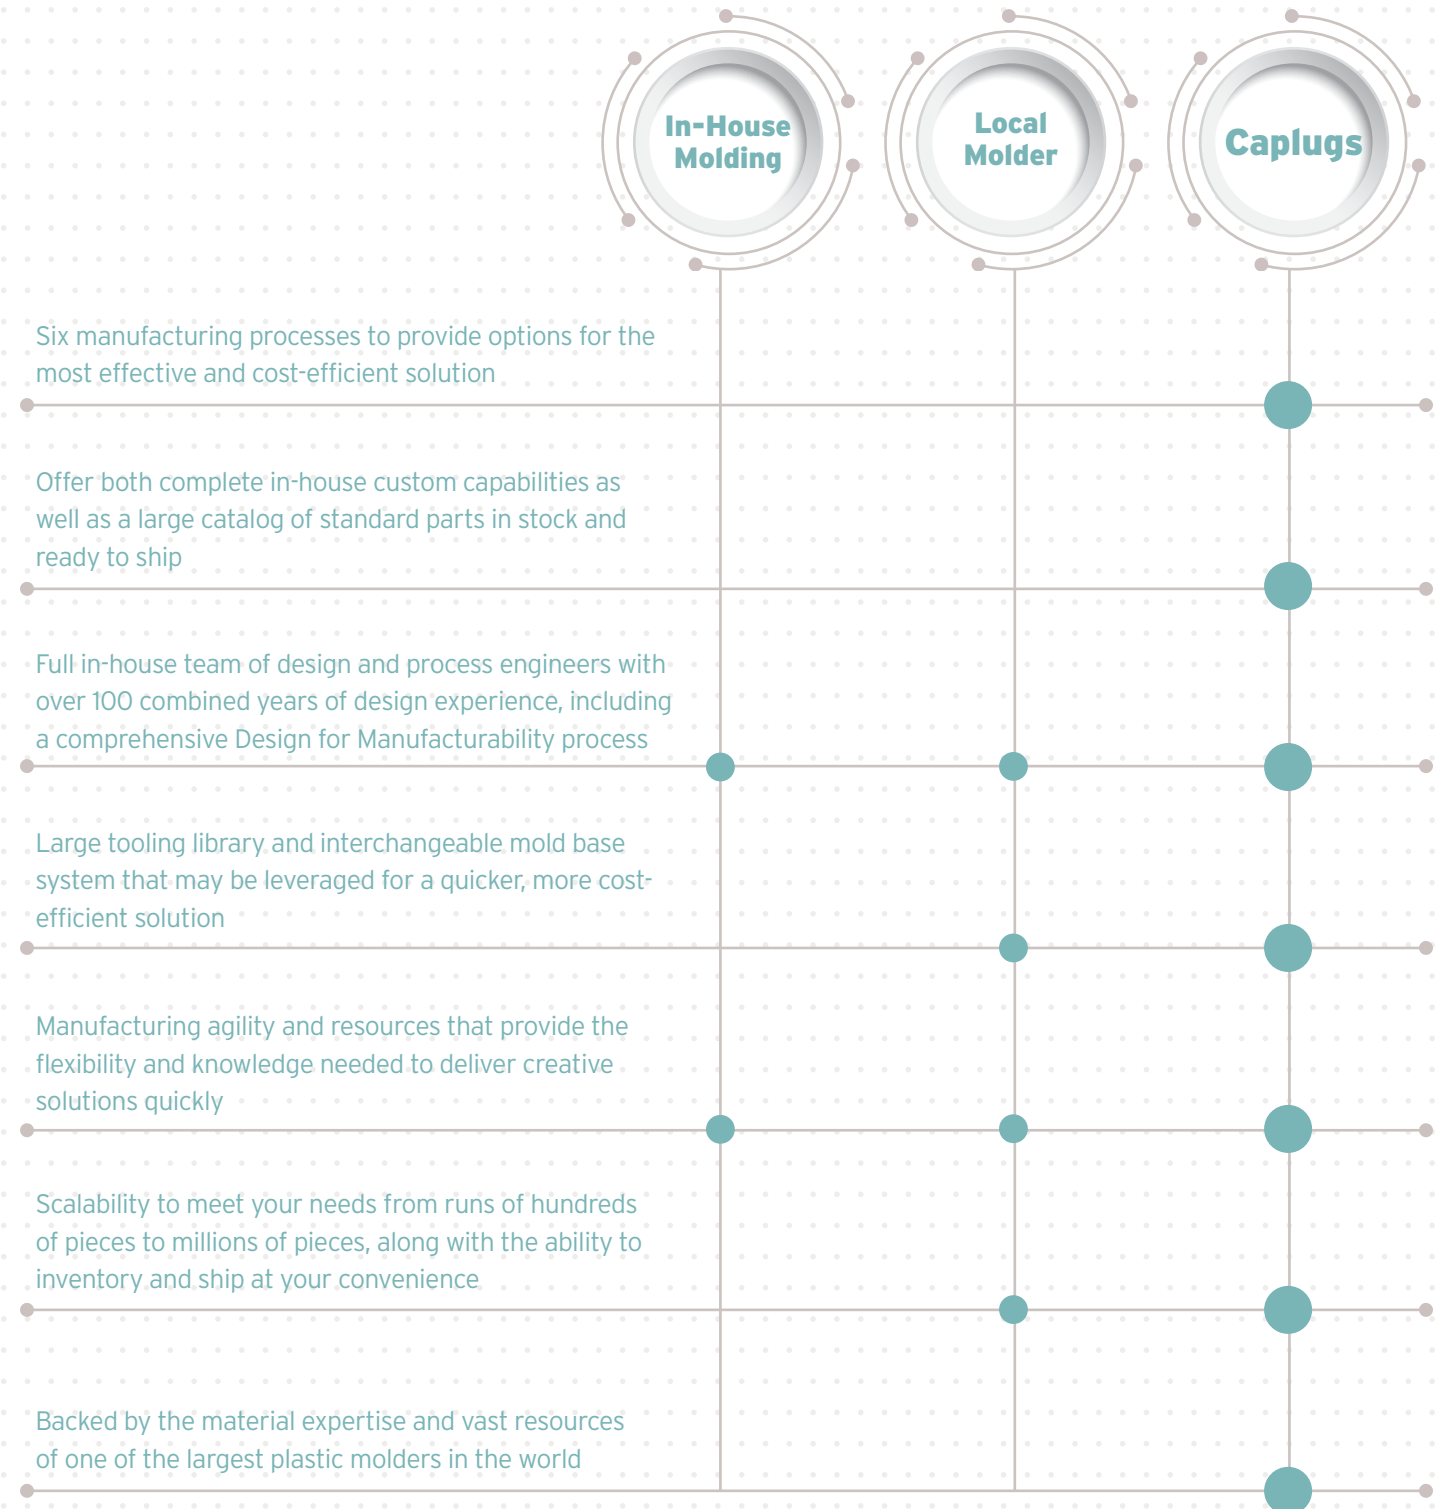 In-House
Molding
Local
Molder
Caplugs
Six manufacturing processes to provide options for the
most effective and cost-efficient solution
Offer both complete in-house custom capabilities as
well as a large catalog of standard parts in stock and
ready to ship
Full in-house team of design and process engineers with
over 100 combined years of design experience, including
a comprehensive Design for Manufacturability process
Large tooling library and interchangeable mold base
system that may be leveraged for a quicker, more cost-
efficient solution
Manufacturing agility and resources that provide the
flexibility and knowledge needed to deliver creative
solutions quickly
Scalability to meet your needs from runs of hundreds
of pieces to millions of pieces, along with the ability to
inventory and ship at your convenience
Backed by the material expertise and vast resources
of one of the largest plastic molders in the world